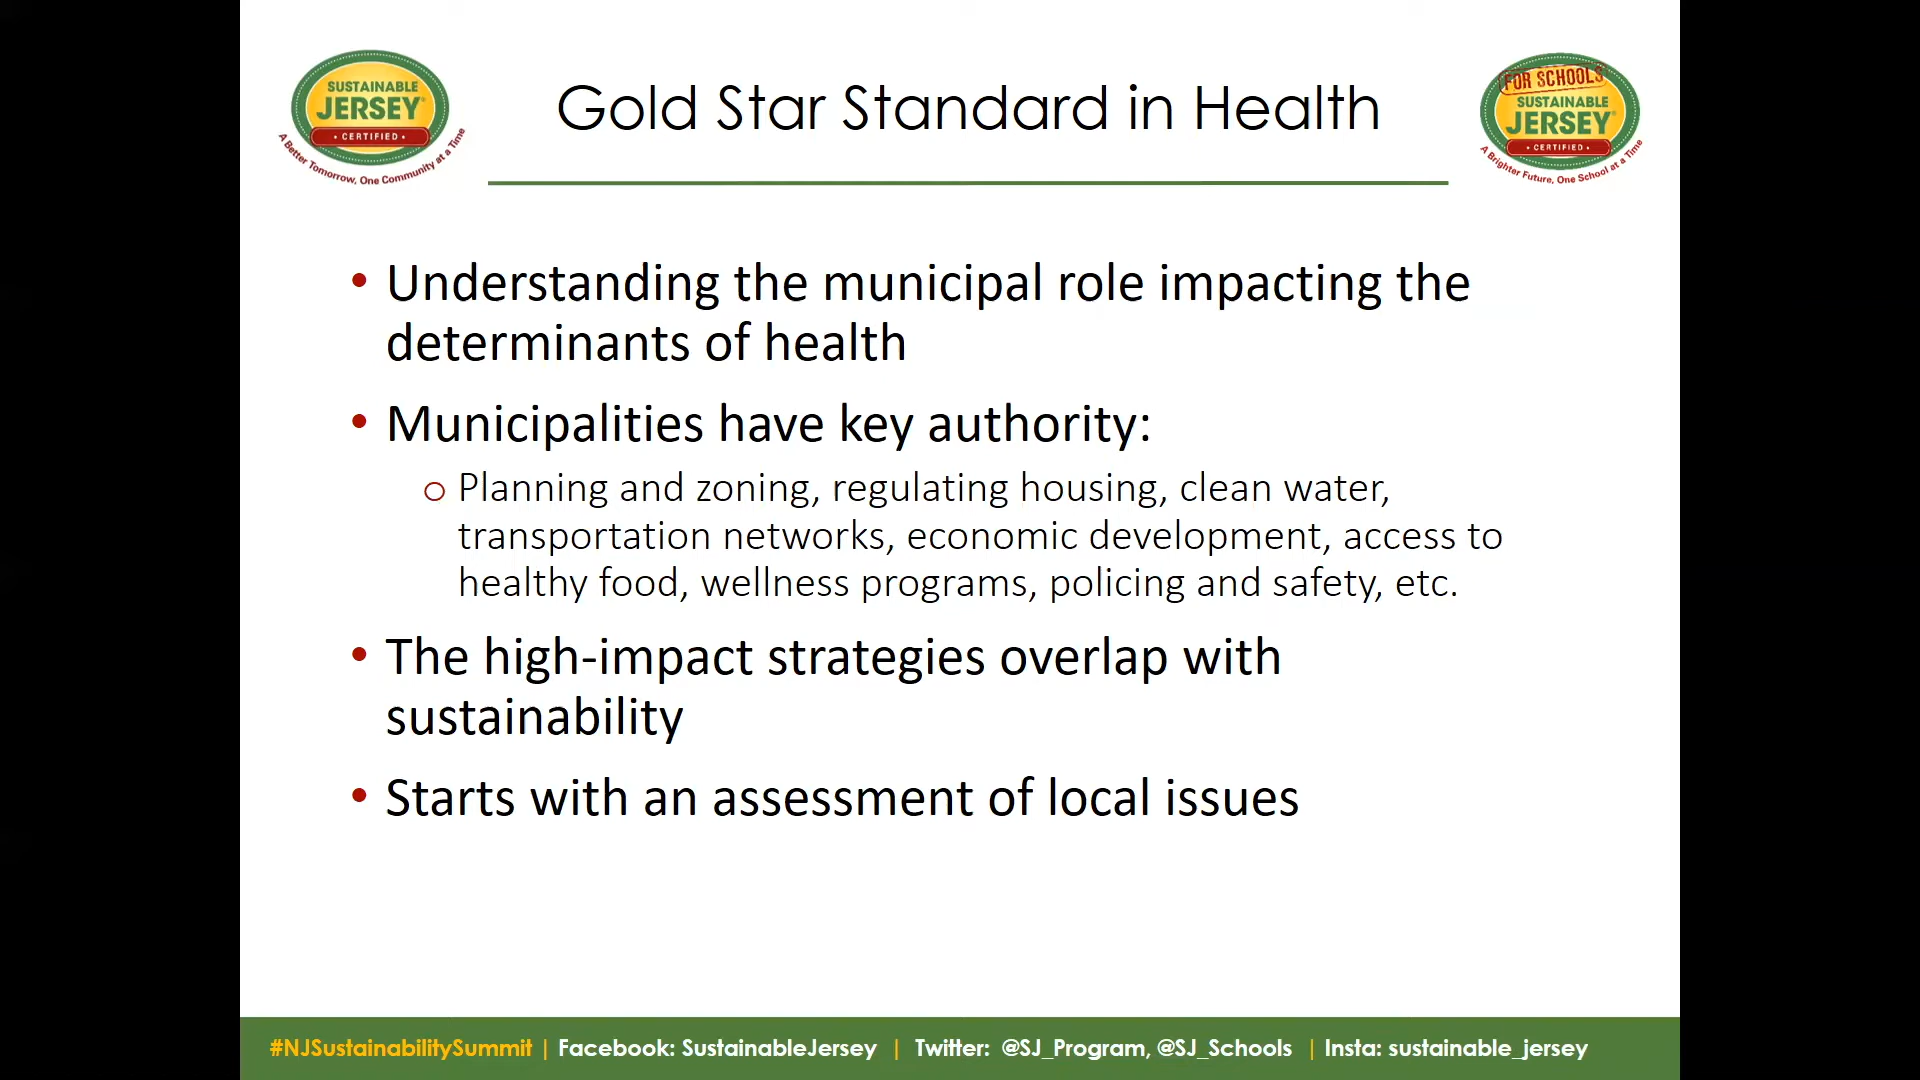 SUSTAINABLE
JERSEY®
• CERTIFIED •
A Better Tomorrow, One Community at a Time
Gold Star Standard in Health
FOR SCHOOLS
SUSTAINABLE
JERSEY
• CERTIFIED •
A Brighter Future, One School at a Time
• Understanding the municipal role impacting the
determinants of health
• Municipalities have key authority:
o Planning and zoning, regulating housing, clean water,
transportation networks, economic development, access to
healthy food, wellness programs, policing and safety, etc.
• The high-impact strategies overlap with
sustainability
• Starts with an assessment of local issues
#NJSustainabilitySummit | Facebook: SustainableJersey | Twitter: @SJ_Program, @SJ_Schools | Insta: sustainable_jersey